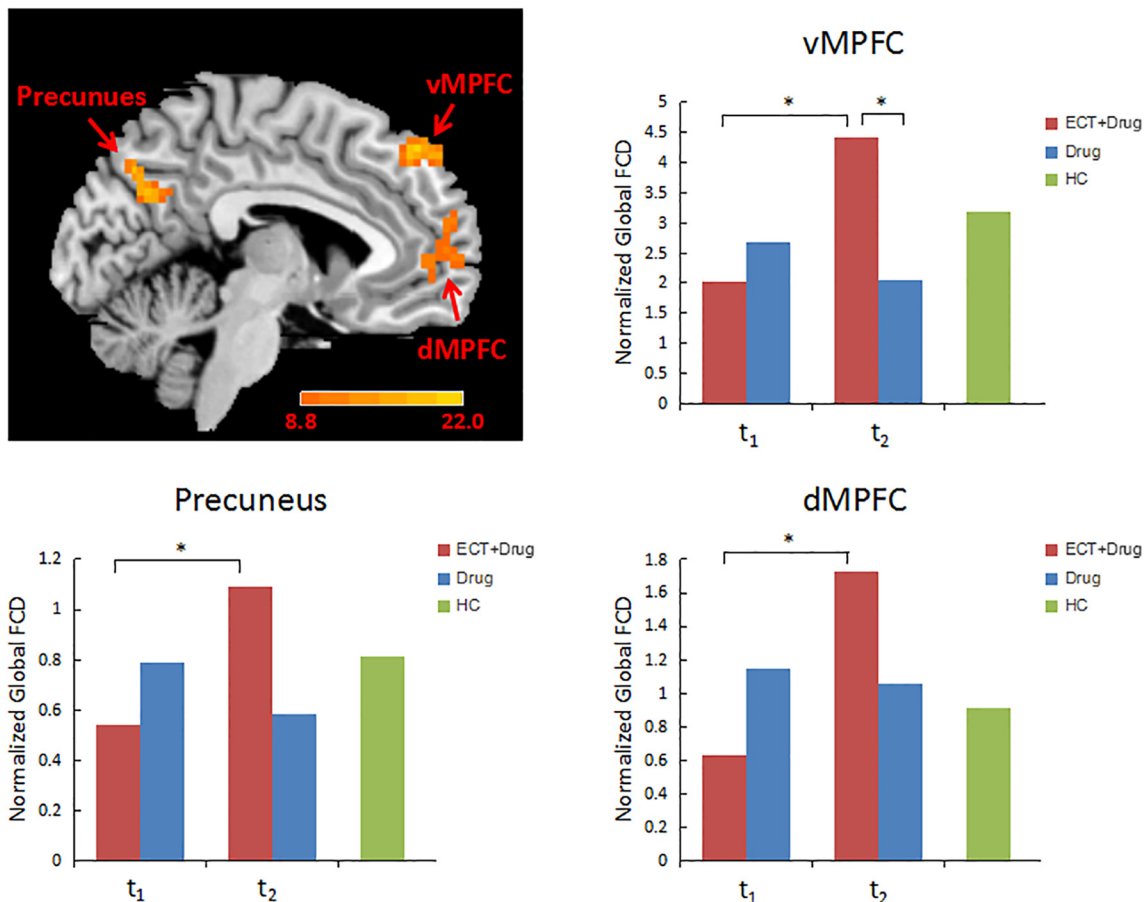 Precunues
vMPFC
dMPFC
8.8
22.0
vMPFC
Normalized Global FCD
5
4.5
4
3.5
3
2.5
2
1.5
1
0.5
0
*
*
t1
t2
ECT+Drug
Drug
HC
Precuneus
Normalized Global FCD
1.2
1
0.8
0.6
0.4
0.2
0
*
t1
t2
ECT+Drug
Drug
HC
dMPFC
Normalized Global FCD
1.8
1.6
1.4
1.2
1
0.8
0.6
0.4
0.2
0
*
t1
t2
ECT+Drug
Drug
HC